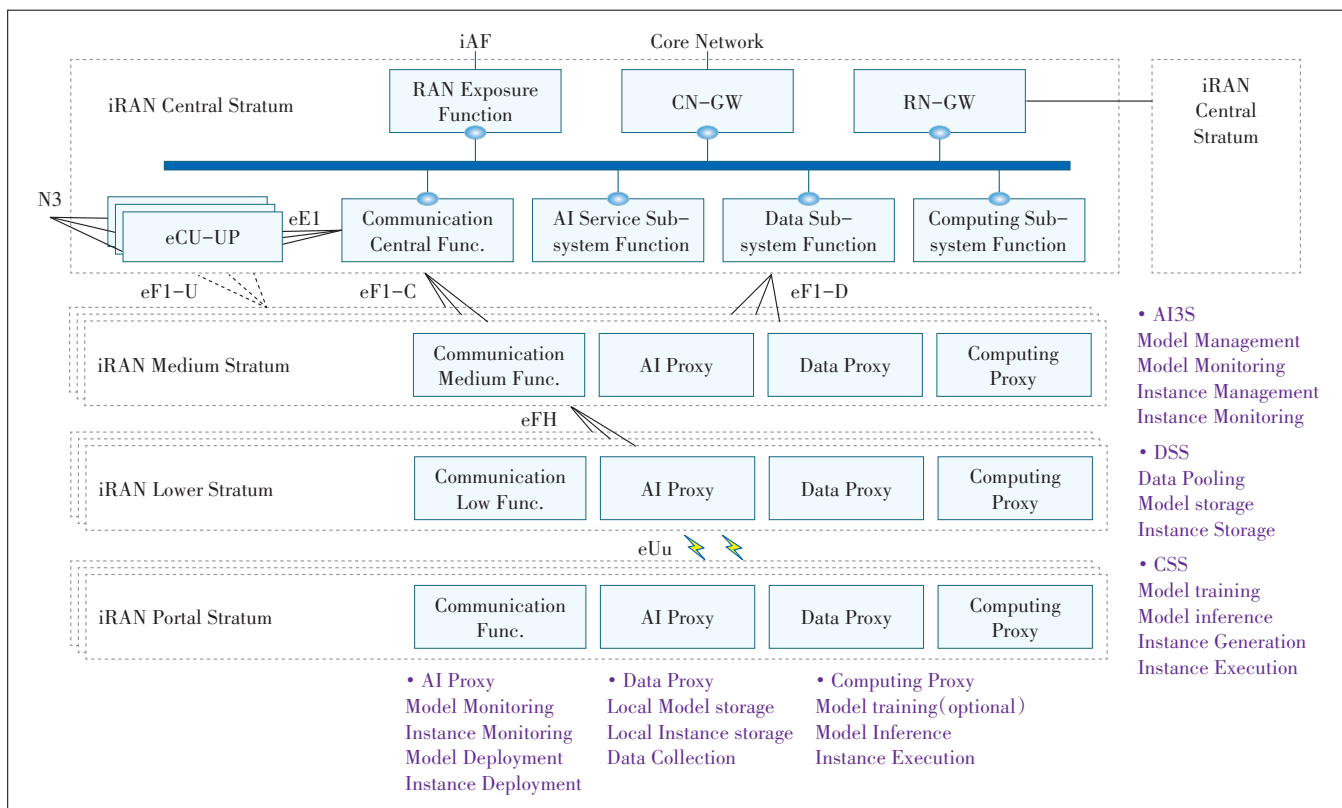 iAF
Core Network
iRAN Central Stratum
RAN Exposure
Function
CN-GW
RN-GW
iRAN
Central
Stratum
N3
eCU-UP
eE1
Communication
Central Func.
AI Service Sub-
system Function
Data Sub-
system Function
Computing Sub-
system Function
eF1-U
eF1-C
eF1-D
iRAN Medium Stratum
Communication
Medium Func.
AI Proxy
Data Proxy
Computing
Proxy
eFH
iRAN Lower Stratum
Communication
Low Func.
AI Proxy
Data Proxy
Computing
Proxy
eUu
iRAN Portal Stratum
Communication
Func.
AI Proxy
Data Proxy
Computing
Proxy
• AI3S
Model Management
Model Monitoring
Instance Management
Instance Monitoring
• DSS
Data Pooling
Model storage
Instance Storage
• CSS
Model training
Model inference
Instance Generation
Instance Execution
• AI Proxy
Model Monitoring
Instance Monitoring
Model Deployment
Instance Deployment
• Data Proxy
Local Model storage
Local Instance storage
Data Collection
• Computing Proxy
Model training(optional)
Model Inference
Instance Execution